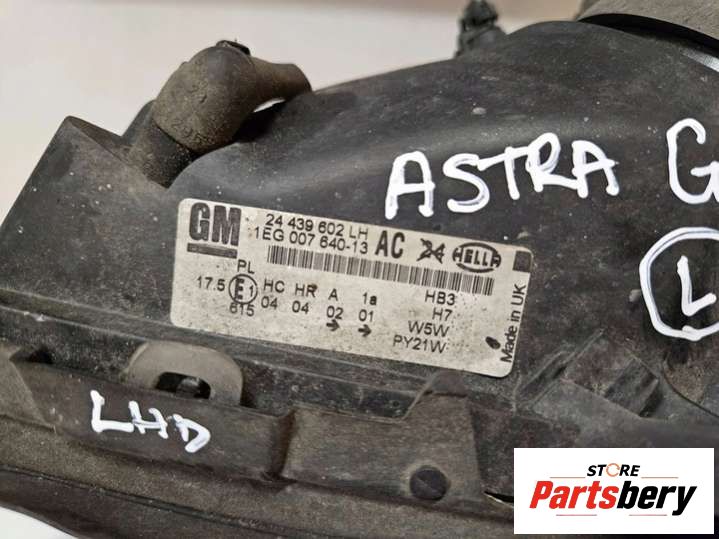 ASTRA G
L
GM
24 439 602 LH
1EG 007 640-13
AC
HELLA
PL
17.5 E1 HC HR A 1a HB3
615 04 04 02 01 H7
W5W
PY21W
Made in UK
LHD
STORE
Partsbery